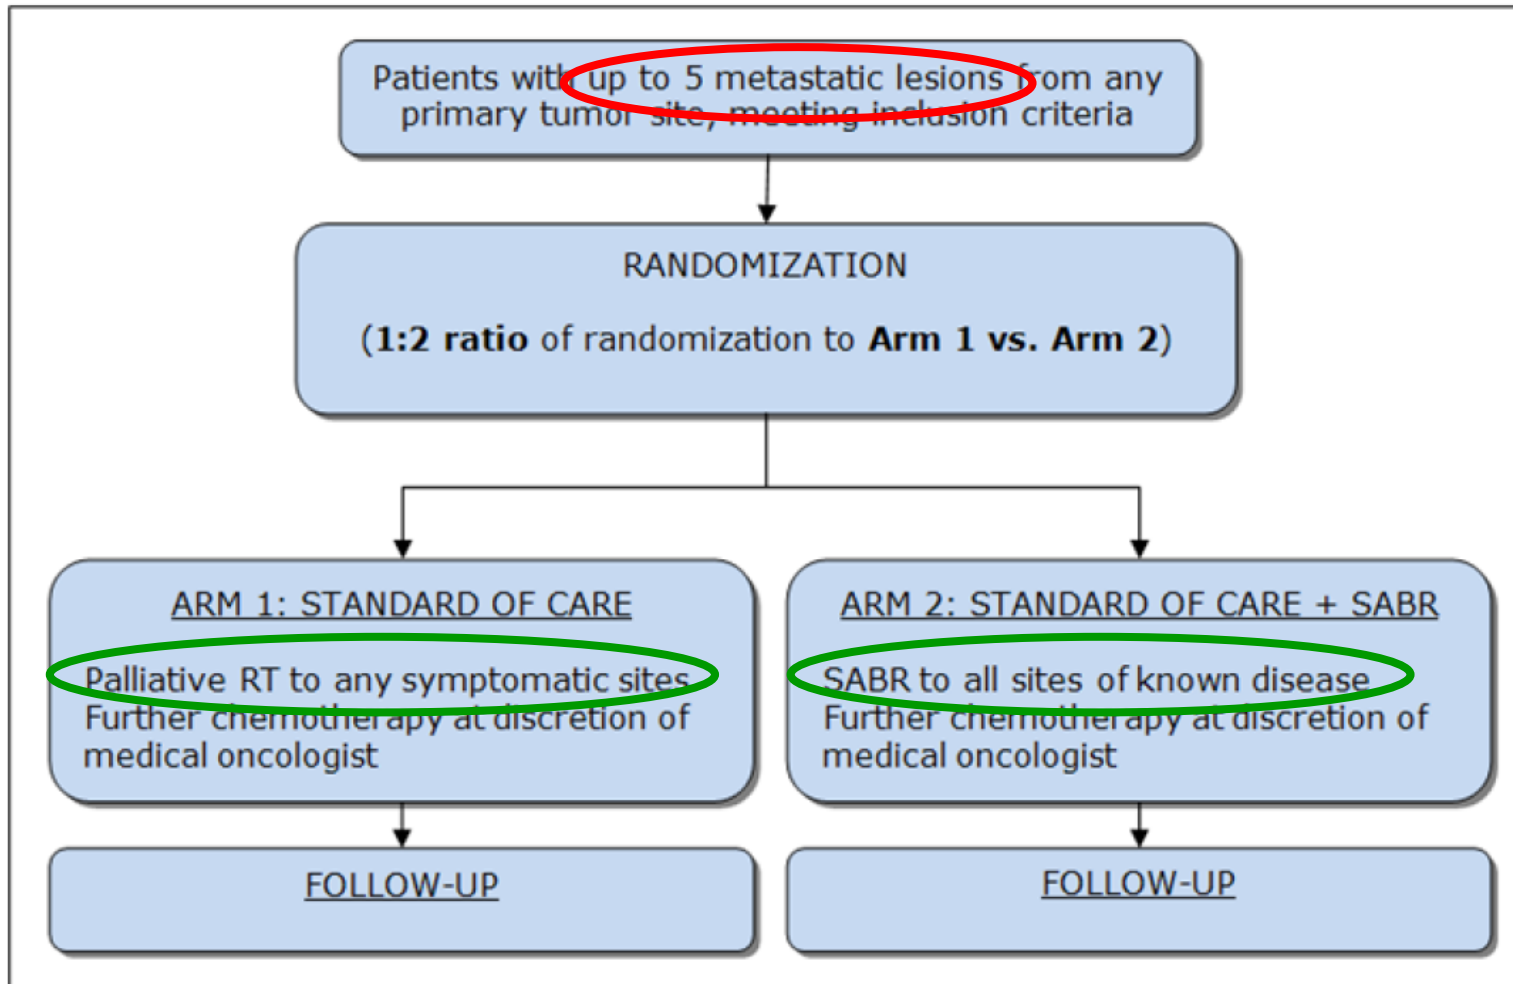 Patients with up to 5 metastatic lesions from any
primary tumor site, meeting inclusion criteria
RANDOMIZATION
(1:2 ratio of randomization to Arm 1 vs. Arm 2)
ARM 1: STANDARD OF CARE
Palliative RT to any symptomatic sites
Further chemotherapy at discretion of
medical oncologist
ARM 2: STANDARD OF CARE + SABR
SABR to all sites of known disease
Further chemotherapy at discretion of
medical oncologist
FOLLOW-UP
FOLLOW-UP